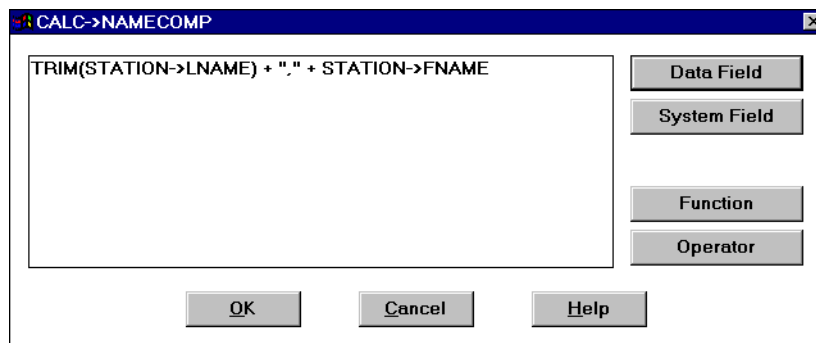 CALC->NAMECOMP
TRIM(STATION->LNAME) + "," + STATION->FNAME
Data Field
System Field
Function
Operator
OK
Cancel
Help